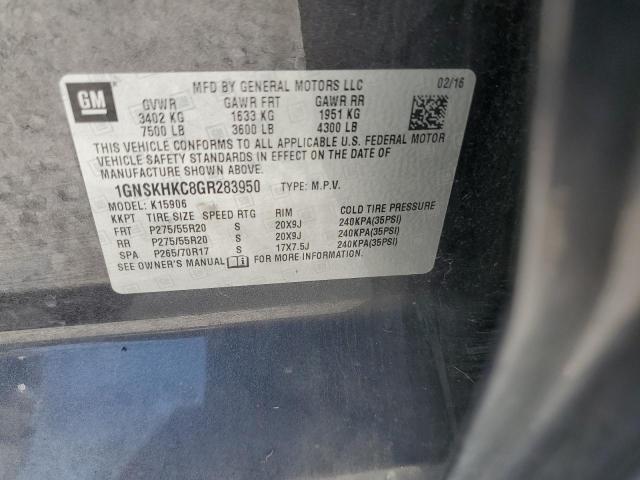 GM
MFD BY GENERAL MOTORS LLC 02/16
GVWR GAWR FRT GAWR RR
3402 KG 1633 KG 1951 KG
7500 LB 3600 LB 4300 LB
THIS VEHICLE CONFORMS TO ALL APPLICABLE U.S. FEDERAL MOTOR
VEHICLE SAFETY STANDARDS IN EFFECT ON THE DATE OF
MANUFACTURE SHOWN ABOVE.
1GNSKHKC8GR283950 TYPE: M.P.V.
MODEL: K15906
KKPT TIRE SIZE SPEED RTG RIM COLD TIRE PRESSURE
FRT P275/55R20 S 20X9J 240KPA(35PSI)
RR P275/55R20 S 20X9J 240KPA(35PSI)
SPA P265/70R17 S 17X7.5J 240KPA(35PSI)
SEE OWNER'S MANUAL FOR MORE INFORMATION.